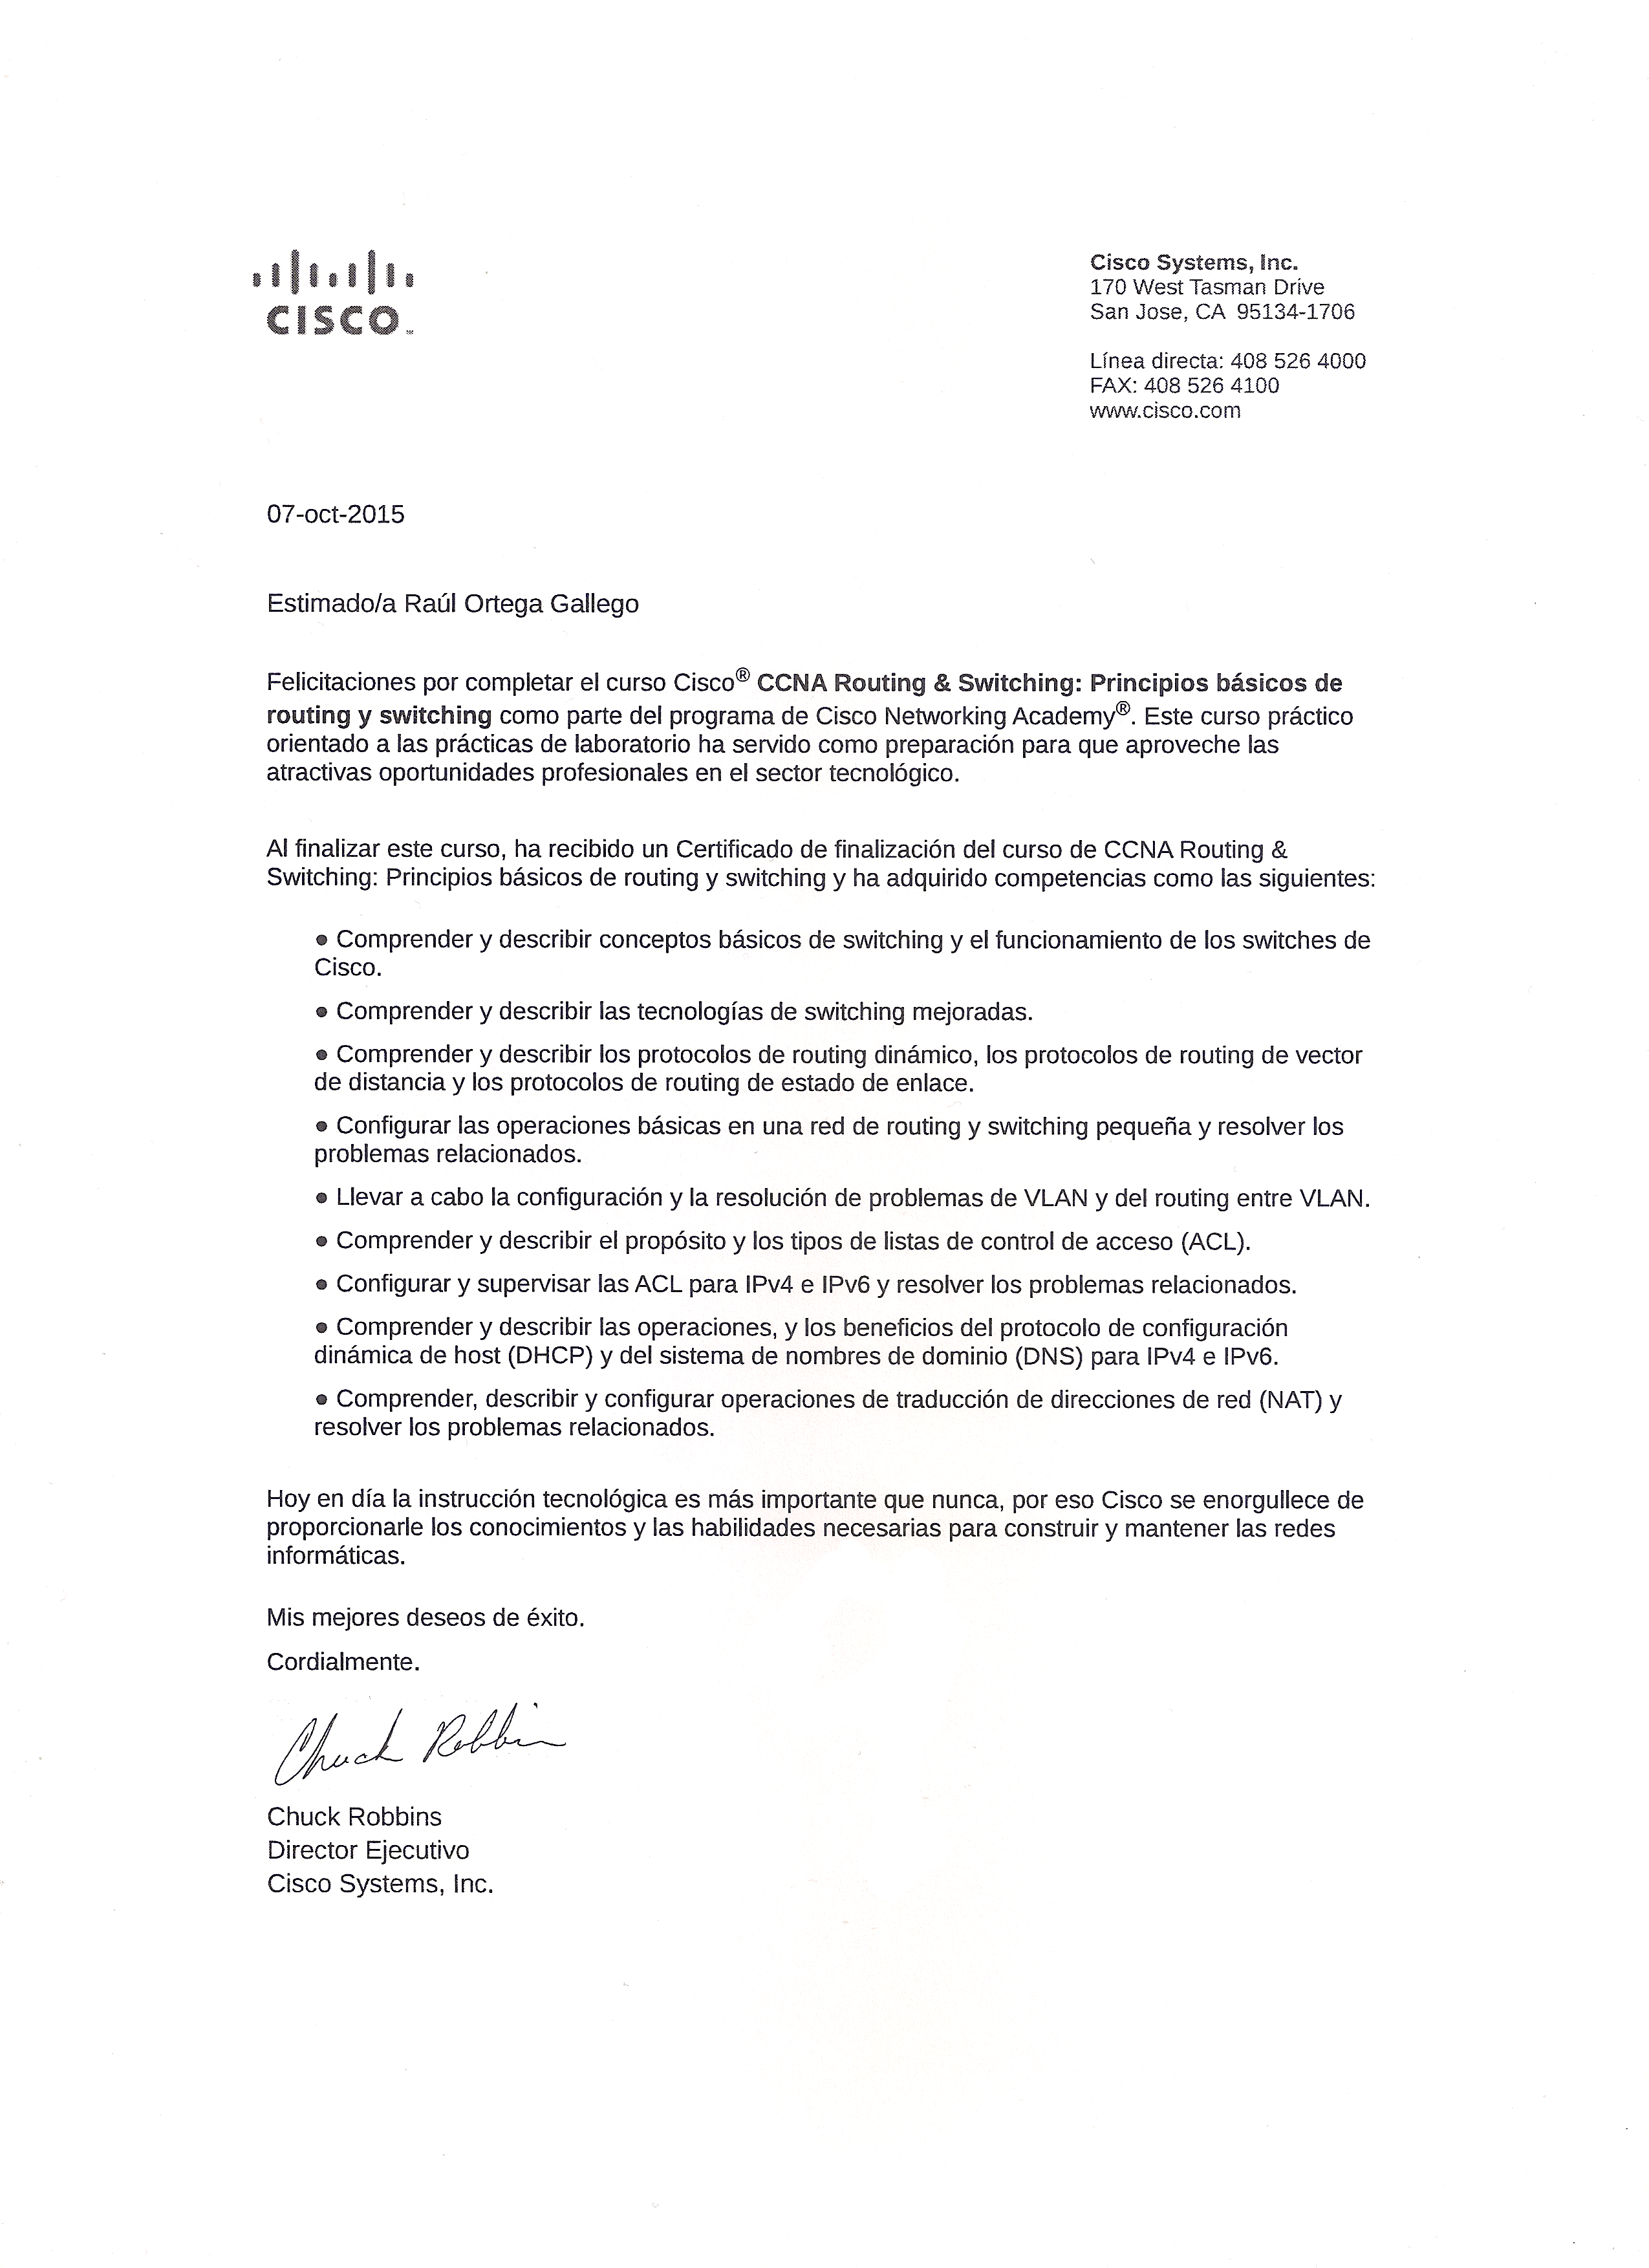 CISCO™
Cisco Systems, Inc.
170 West Tasman Drive
San Jose, CA 95134-1706
Línea directa: 408 526 4000
FAX: 408 526 4100
www.cisco.com
07-oct-2015
Estimado/a Raúl Ortega Gallego
Felicitaciones por completar el curso Cisco® CCNA Routing & Switching: Principios básicos de
routing y switching como parte del programa de Cisco Networking Academy®. Este curso práctico
orientado a las prácticas de laboratorio ha servido como preparación para que aproveche las
atractivas oportunidades profesionales en el sector tecnológico.
Al finalizar este curso, ha recibido un Certificado de finalización del curso de CCNA Routing &
Switching: Principios básicos de routing y switching y ha adquirido competencias como las siguientes:
● Comprender y describir conceptos básicos de switching y el funcionamiento de los switches de
Cisco.
● Comprender y describir las tecnologías de switching mejoradas.
● Comprender y describir los protocolos de routing dinámico, los protocolos de routing de vector
de distancia y los protocolos de routing de estado de enlace.
● Configurar las operaciones básicas en una red de routing y switching pequeña y resolver los
problemas relacionados.
● Llevar a cabo la configuración y la resolución de problemas de VLAN y del routing entre VLAN.
● Comprender y describir el propósito y los tipos de listas de control de acceso (ACL).
● Configurar y supervisar las ACL para IPv4 e IPv6 y resolver los problemas relacionados.
● Comprender y describir las operaciones, y los beneficios del protocolo de configuración
dinámica de host (DHCP) y del sistema de nombres de dominio (DNS) para IPv4 e IPv6.
● Comprender, describir y configurar operaciones de traducción de direcciones de red (NAT) y
resolver los problemas relacionados.
Hoy en día la instrucción tecnológica es más importante que nunca, por eso Cisco se enorgullece de
proporcionarle los conocimientos y las habilidades necesarias para construir y mantener las redes
informáticas.
Mis mejores deseos de éxito.
Cordialmente.
Chuck Robbins
Chuck Robbins
Director Ejecutivo
Cisco Systems, Inc.